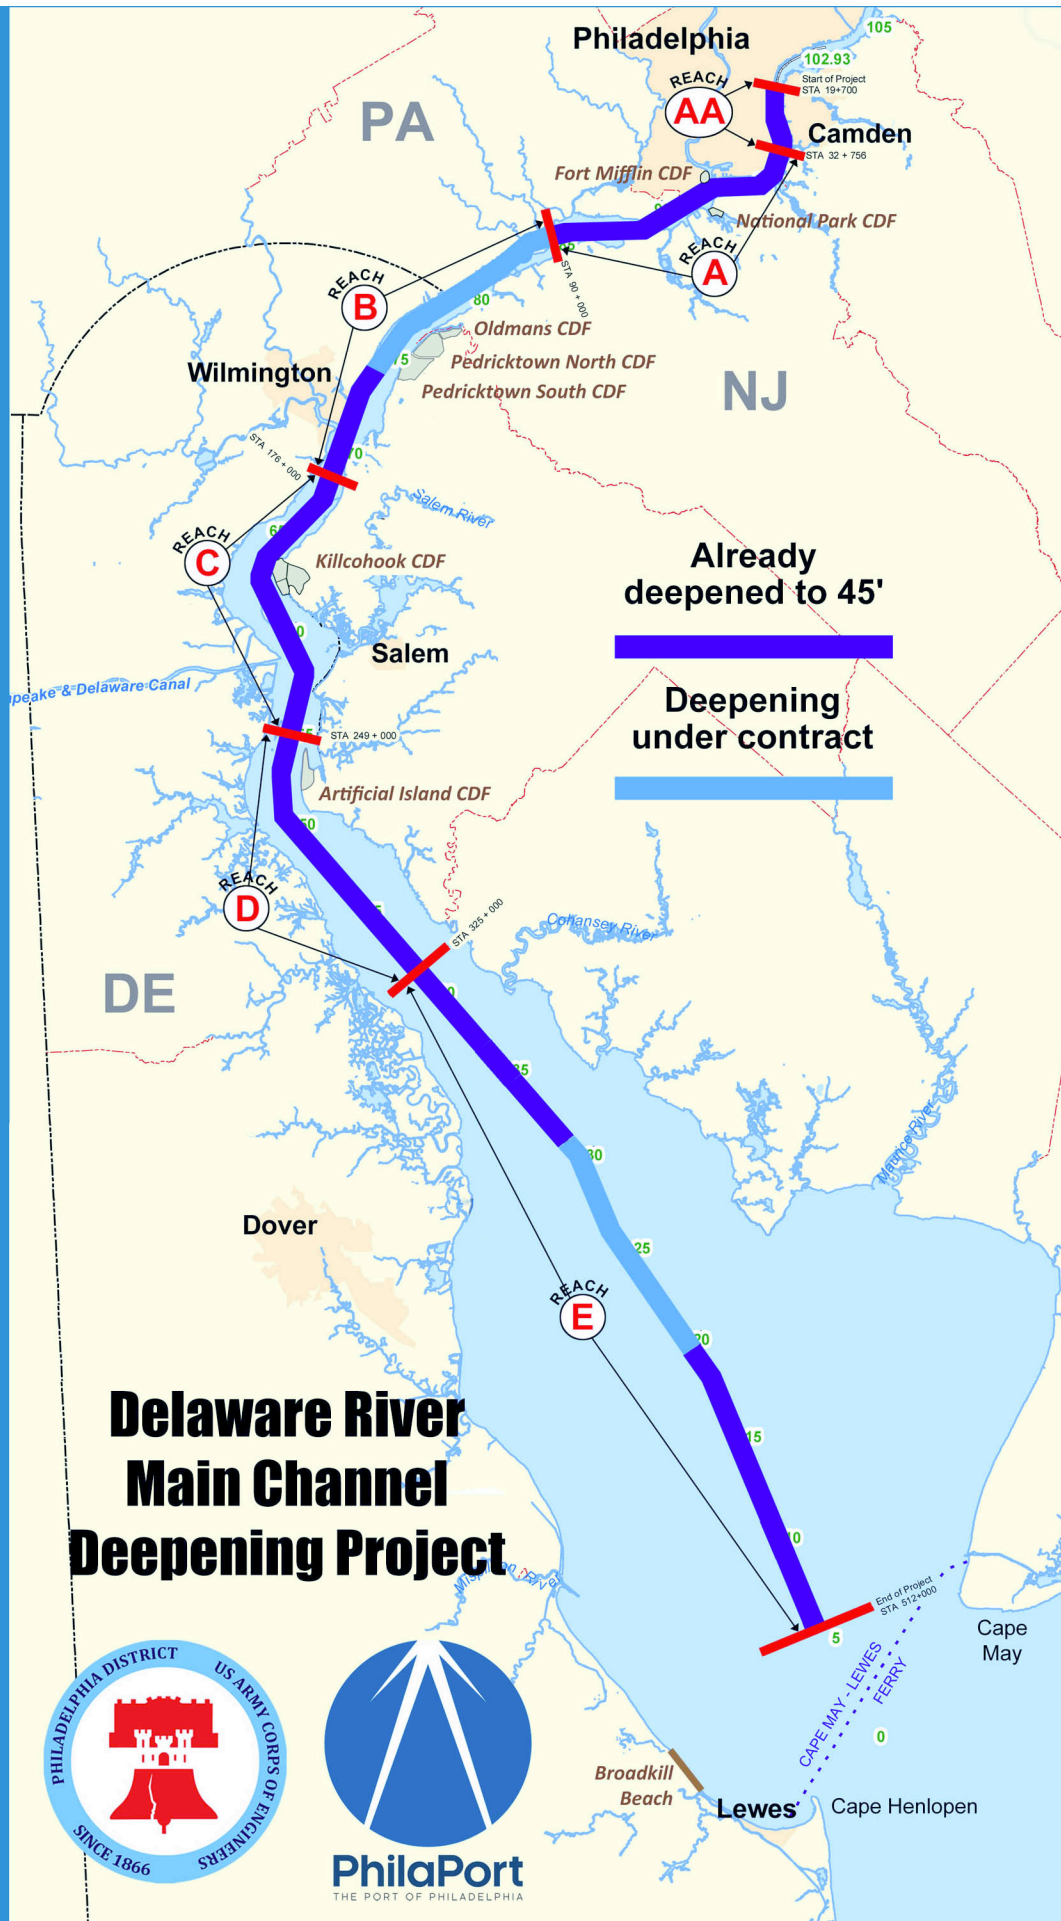 105
Philadelphia
102.93
REACH
AA
Start of Project
STA 19+700
PA
Camden
STA 32 + 756
Fort Mifflin CDF
National Park CDF
REACH
A
STA 90 + 000
REACH
B
80
Oldmans CDF
75
Pedricktown North CDF
Wilmington
Pedricktown South CDF
NJ
STA 176 + 000
70
Salem River
REACH
C
65
Killcohook CDF
Already
deepened to 45'
Salem
Deepening
under contract
& Delaware Canal
STA 249 + 000
Artificial Island CDF
50
REACH
D
STA 325 + 000
Cohansey River
DE
35
Maurice River
30
Dover
25
REACH
E
20
Delaware River
Main Channel
Deepening Project
15
10
Mispillion River
End of Project
STA 512+000
5
Cape
May
CAPE MAY - LEWES
FERRY
0
Broadkill
Beach
Lewes
Cape Henlopen
PHILADELPHIA DISTRICT
US ARMY CORPS OF ENGINEERS
SINCE 1866
PhilaPort
THE PORT OF PHILADELPHIA